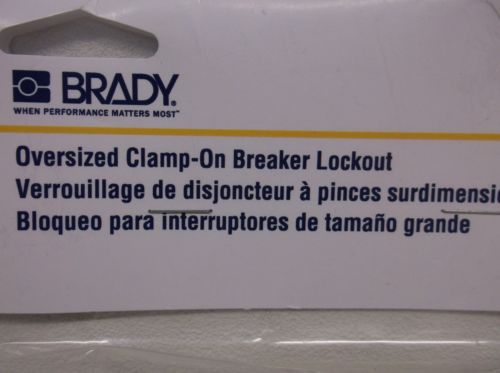 BRADY.
WHEN PERFORMANCE MATTERS MOST™
Oversized Clamp-On Breaker Lockout
Verrouillage de disjoncteur à pinces surdimensi
Bloqueo para interruptores de tamaño grande